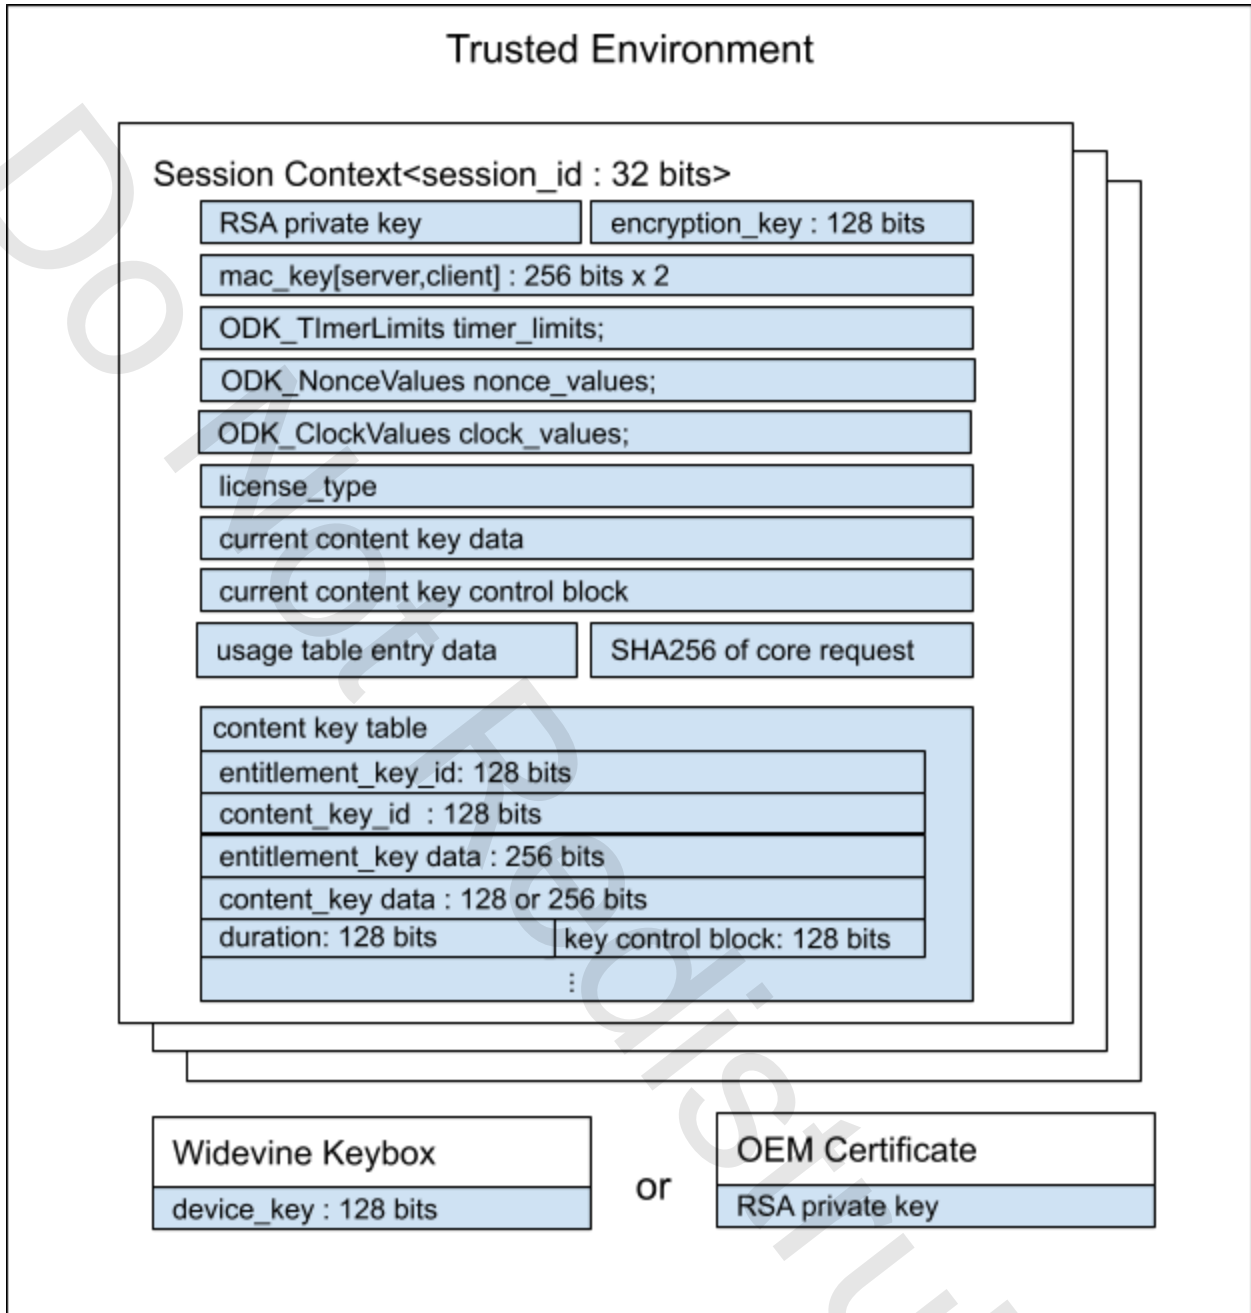 Trusted Environment
Session Context<session_id : 32 bits>
RSA private key
encryption_key : 128 bits
mac_key[server,client] : 256 bits x 2
ODK_TImerLimits timer_limits;
ODK_NonceValues nonce_values;
ODK_ClockValues clock_values;
license_type
current content key data
current content key control block
usage table entry data
SHA256 of core request
content key table
entitlement_key_id: 128 bits
content_key_id : 128 bits
entitlement_key data : 256 bits
content_key data : 128 or 256 bits
duration: 128 bits
key control block: 128 bits
⋮
Widevine Keybox
device_key : 128 bits
or
OEM Certificate
RSA private key
Do Not Redistribu